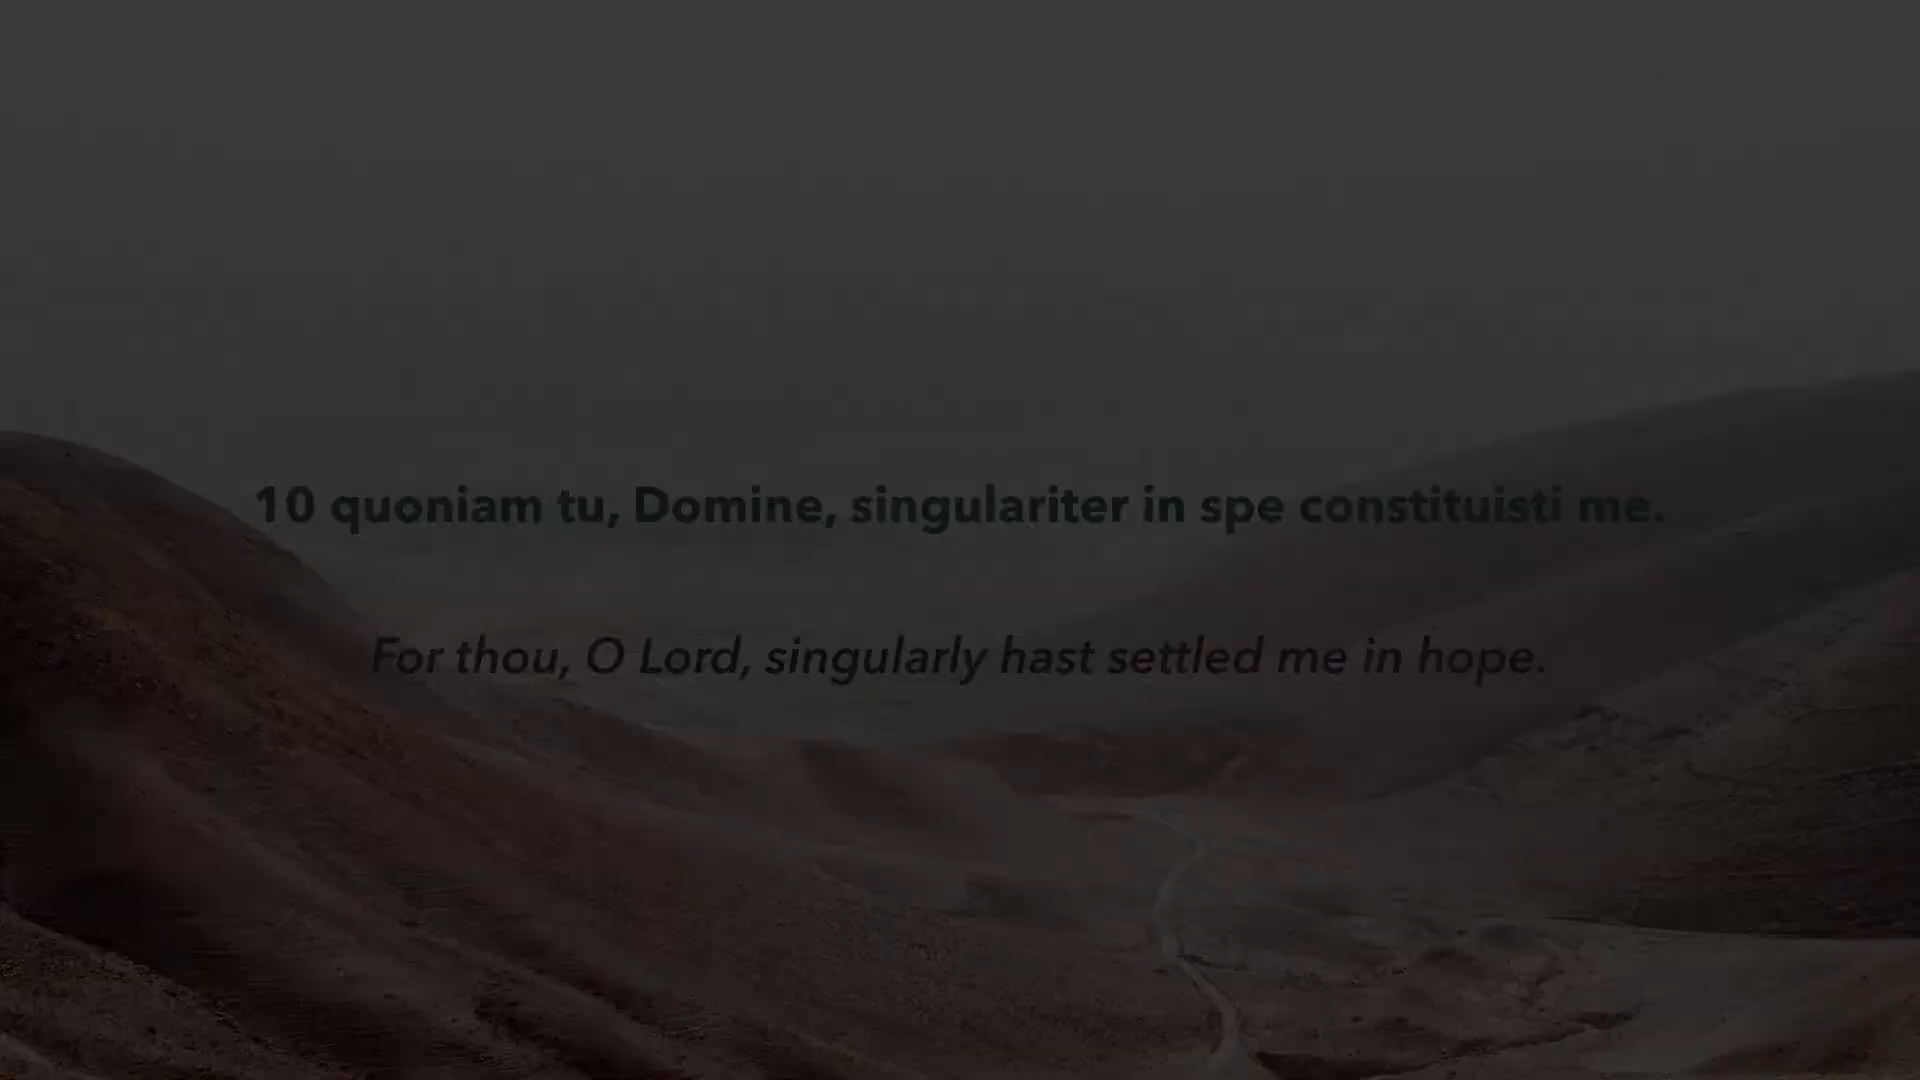 10 quoniam tu, Domine, singulariter in spe constituisti me.
For thou, O Lord, singularly hast settled me in hope.